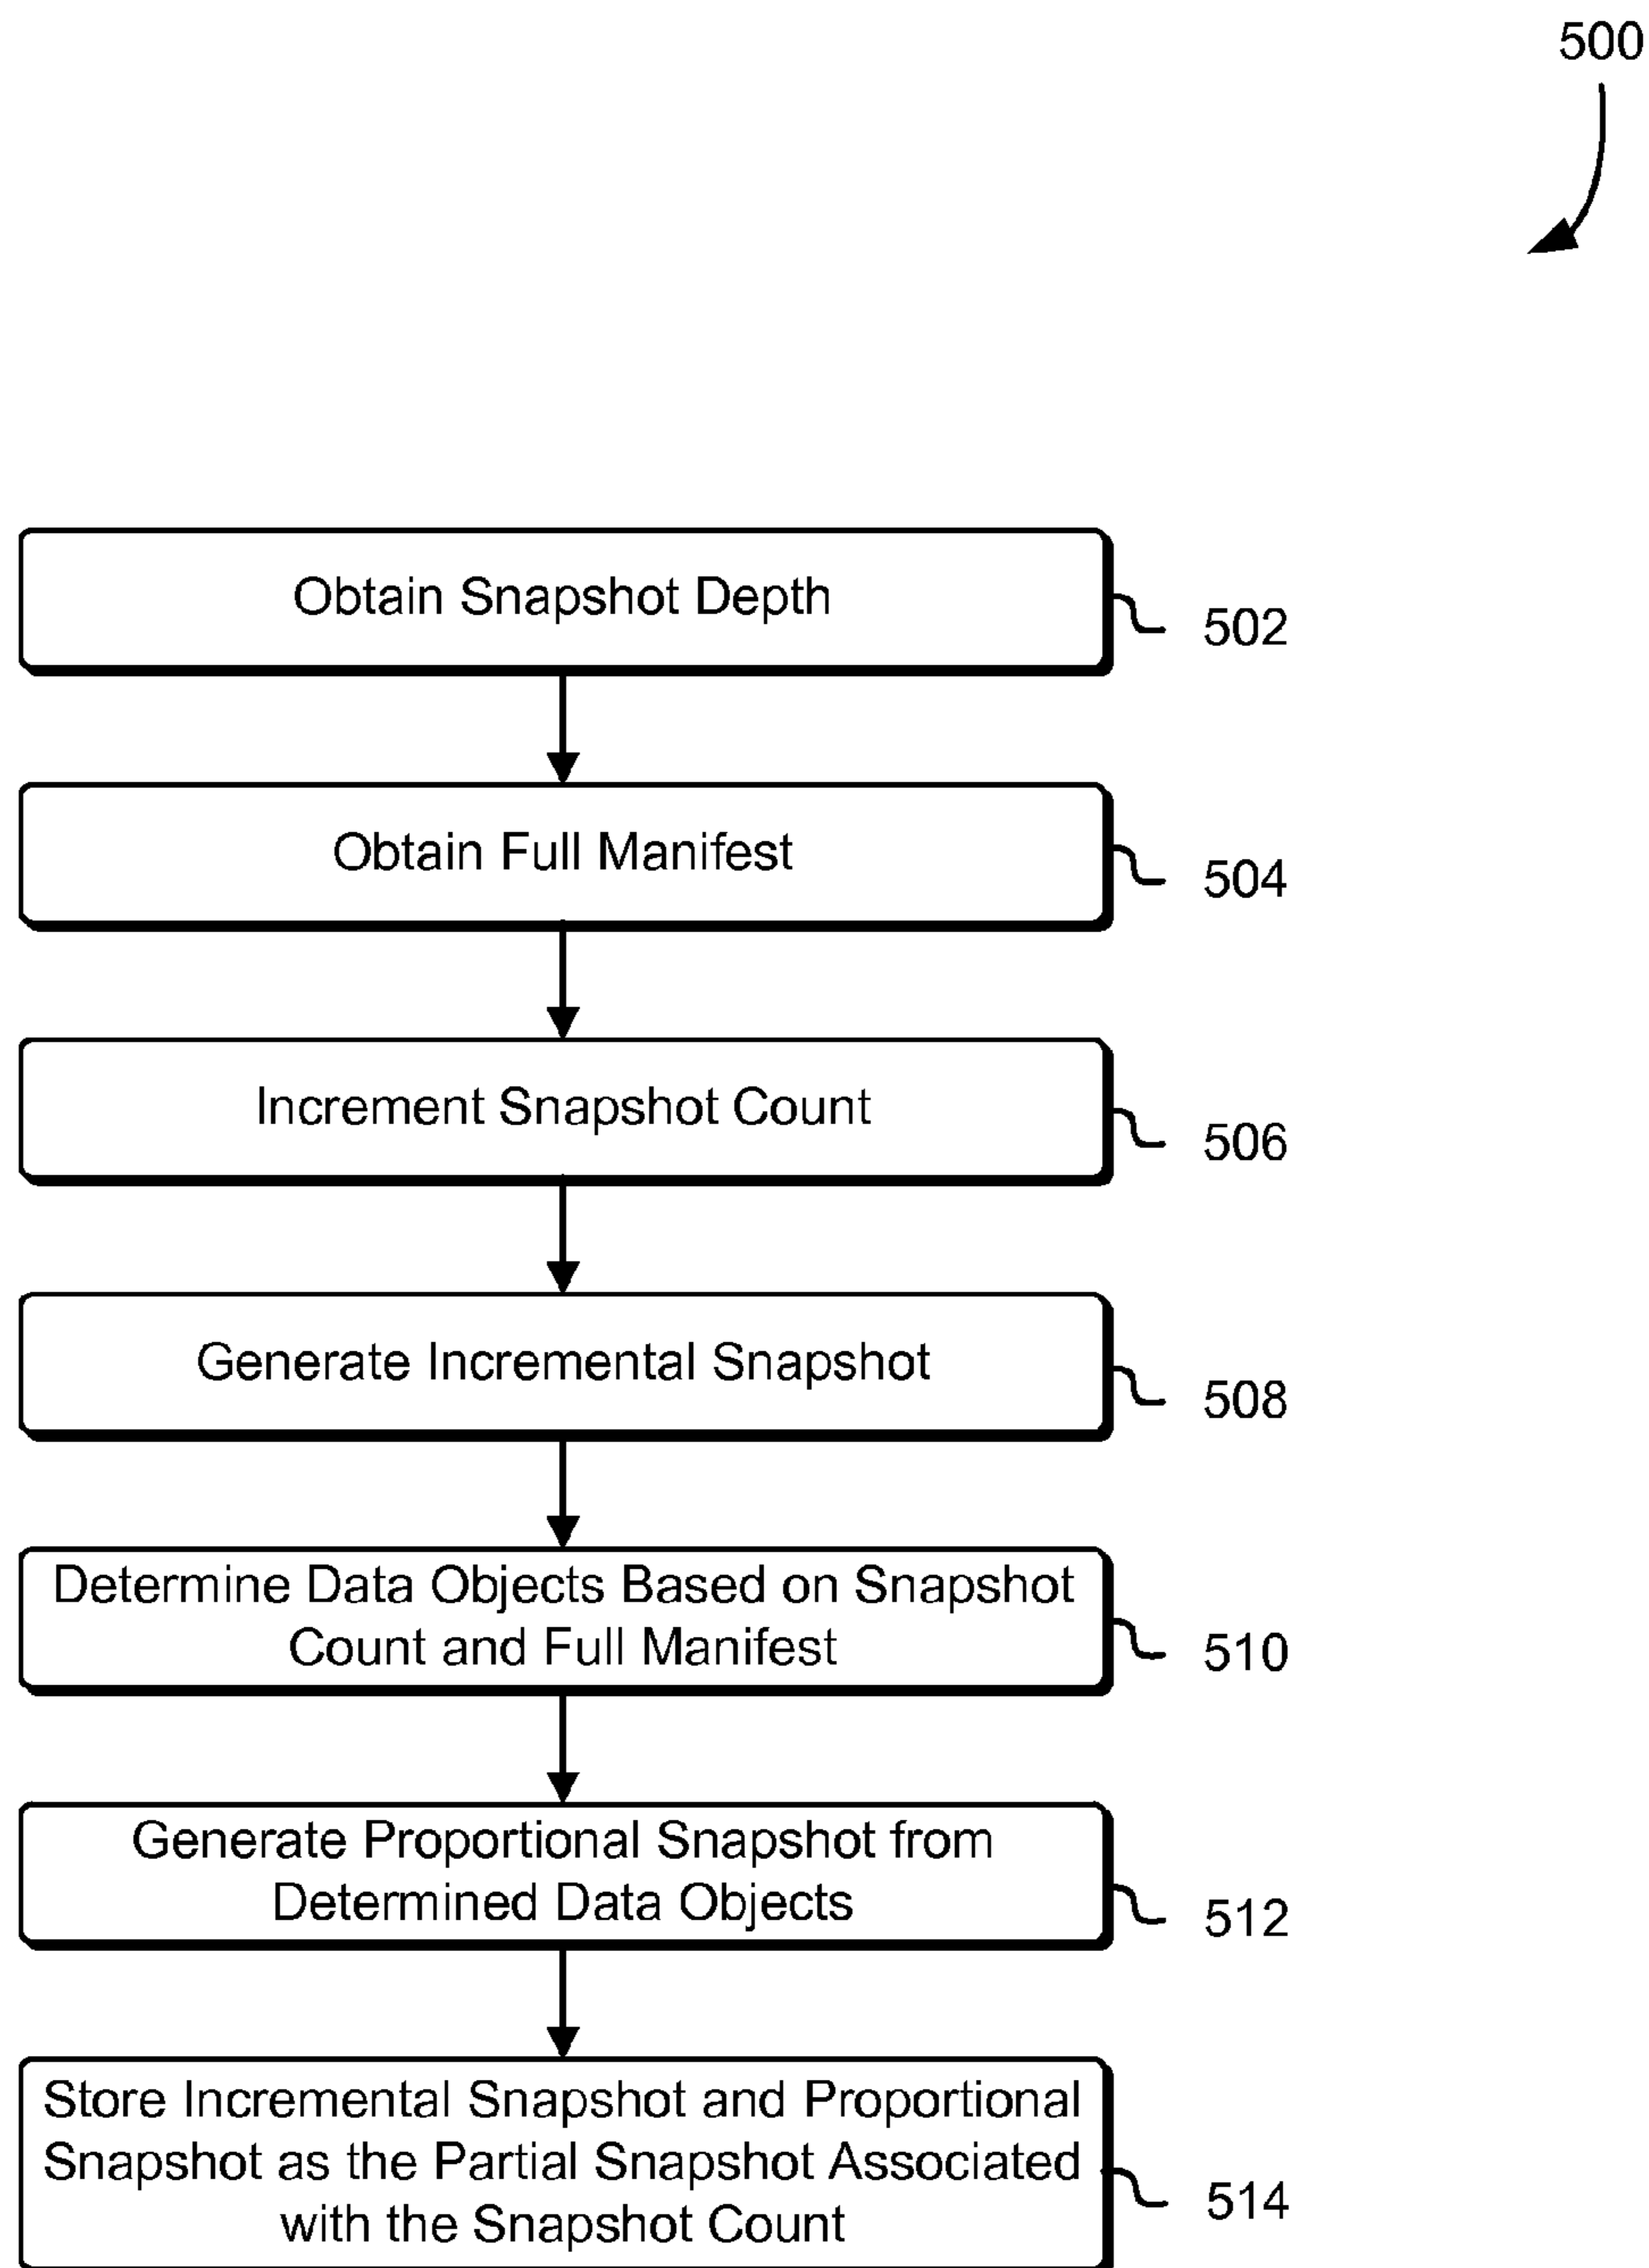 500
Obtain Snapshot Depth
502
Obtain Full Manifest
504
Increment Snapshot Count
506
Generate Incremental Snapshot
508
Determine Data Objects Based on Snapshot
Count and Full Manifest
510
Generate Proportional Snapshot from
Determined Data Objects
512
Store Incremental Snapshot and Proportional
Snapshot as the Partial Snapshot Associated
with the Snapshot Count
514